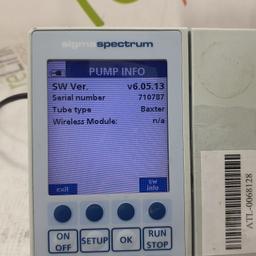 sigmaspectrum
PUMP INFO
SW Ver. v6.05.13
Serial number 710787
Tube type Baxter
Wireless Module: n/a
exit
sw info
ON OFF
SETUP
OK
RUN STOP
ATL-0068128